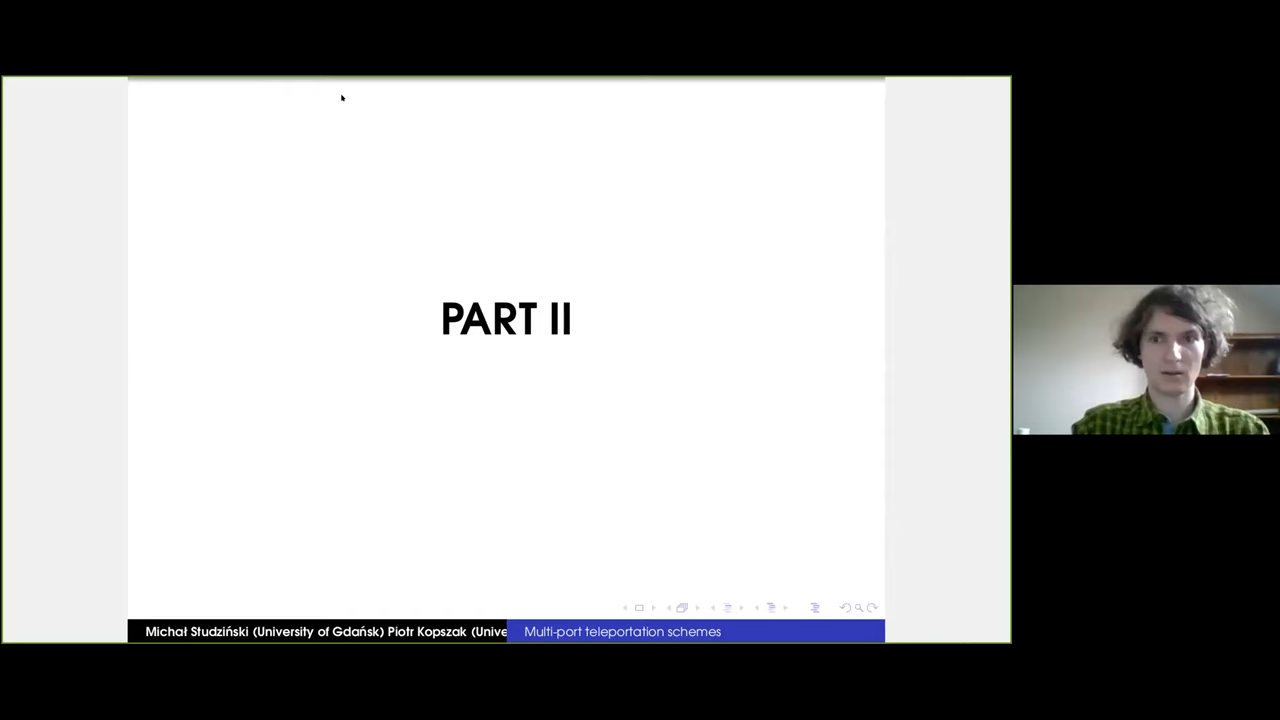 PART II
Michał Studziński (University of Gdańsk) Piotr Kopszak (Unive
Multi-port teleportation schemes